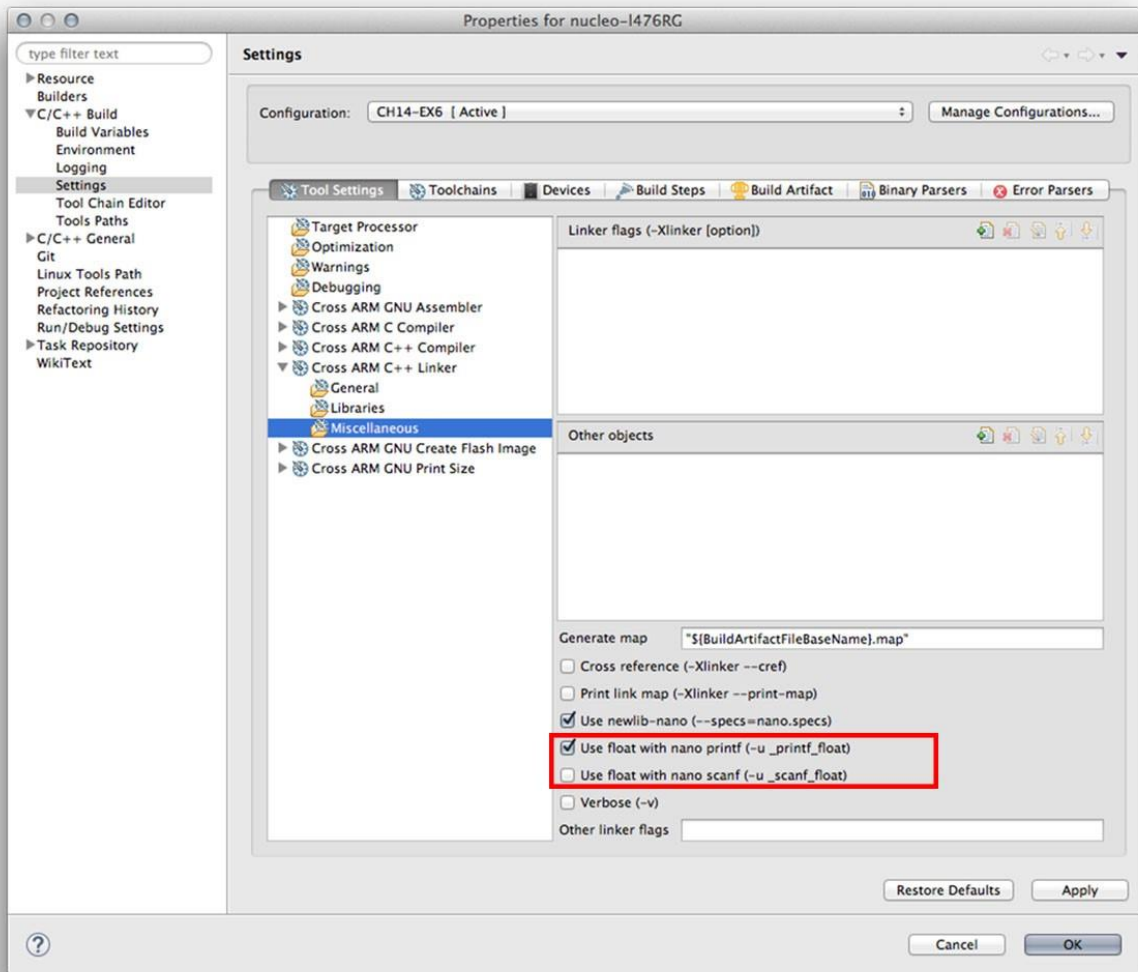 Properties for nucleo-l476RG
type filter text
Resource
Builders
C/C++ Build
Build Variables
Environment
Logging
Settings
Tool Chain Editor
Tools Paths
C/C++ General
Git
Linux Tools Path
Project References
Refactoring History
Run/Debug Settings
Task Repository
WikiText
Settings
Configuration: CH14-EX6 [ Active ] Manage Configurations...
Tool Settings Toolchains Devices Build Steps Build Artifact Binary Parsers Error Parsers
Target Processor
Optimization
Warnings
Debugging
Cross ARM GNU Assembler
Cross ARM C Compiler
Cross ARM C++ Compiler
Cross ARM C++ Linker
General
Libraries
Miscellaneous
Cross ARM GNU Create Flash Image
Cross ARM GNU Print Size
Linker flags (-Xlinker [option])
Other objects
Generate map "${BuildArtifactFileBaseName}.map"
Cross reference (-Xlinker --cref)
Print link map (-Xlinker --print-map)
Use newlib-nano (--specs=nano.specs)
Use float with nano printf (-u _printf_float)
Use float with nano scanf (-u _scanf_float)
Verbose (-v)
Other linker flags
Restore Defaults Apply
? Cancel OK